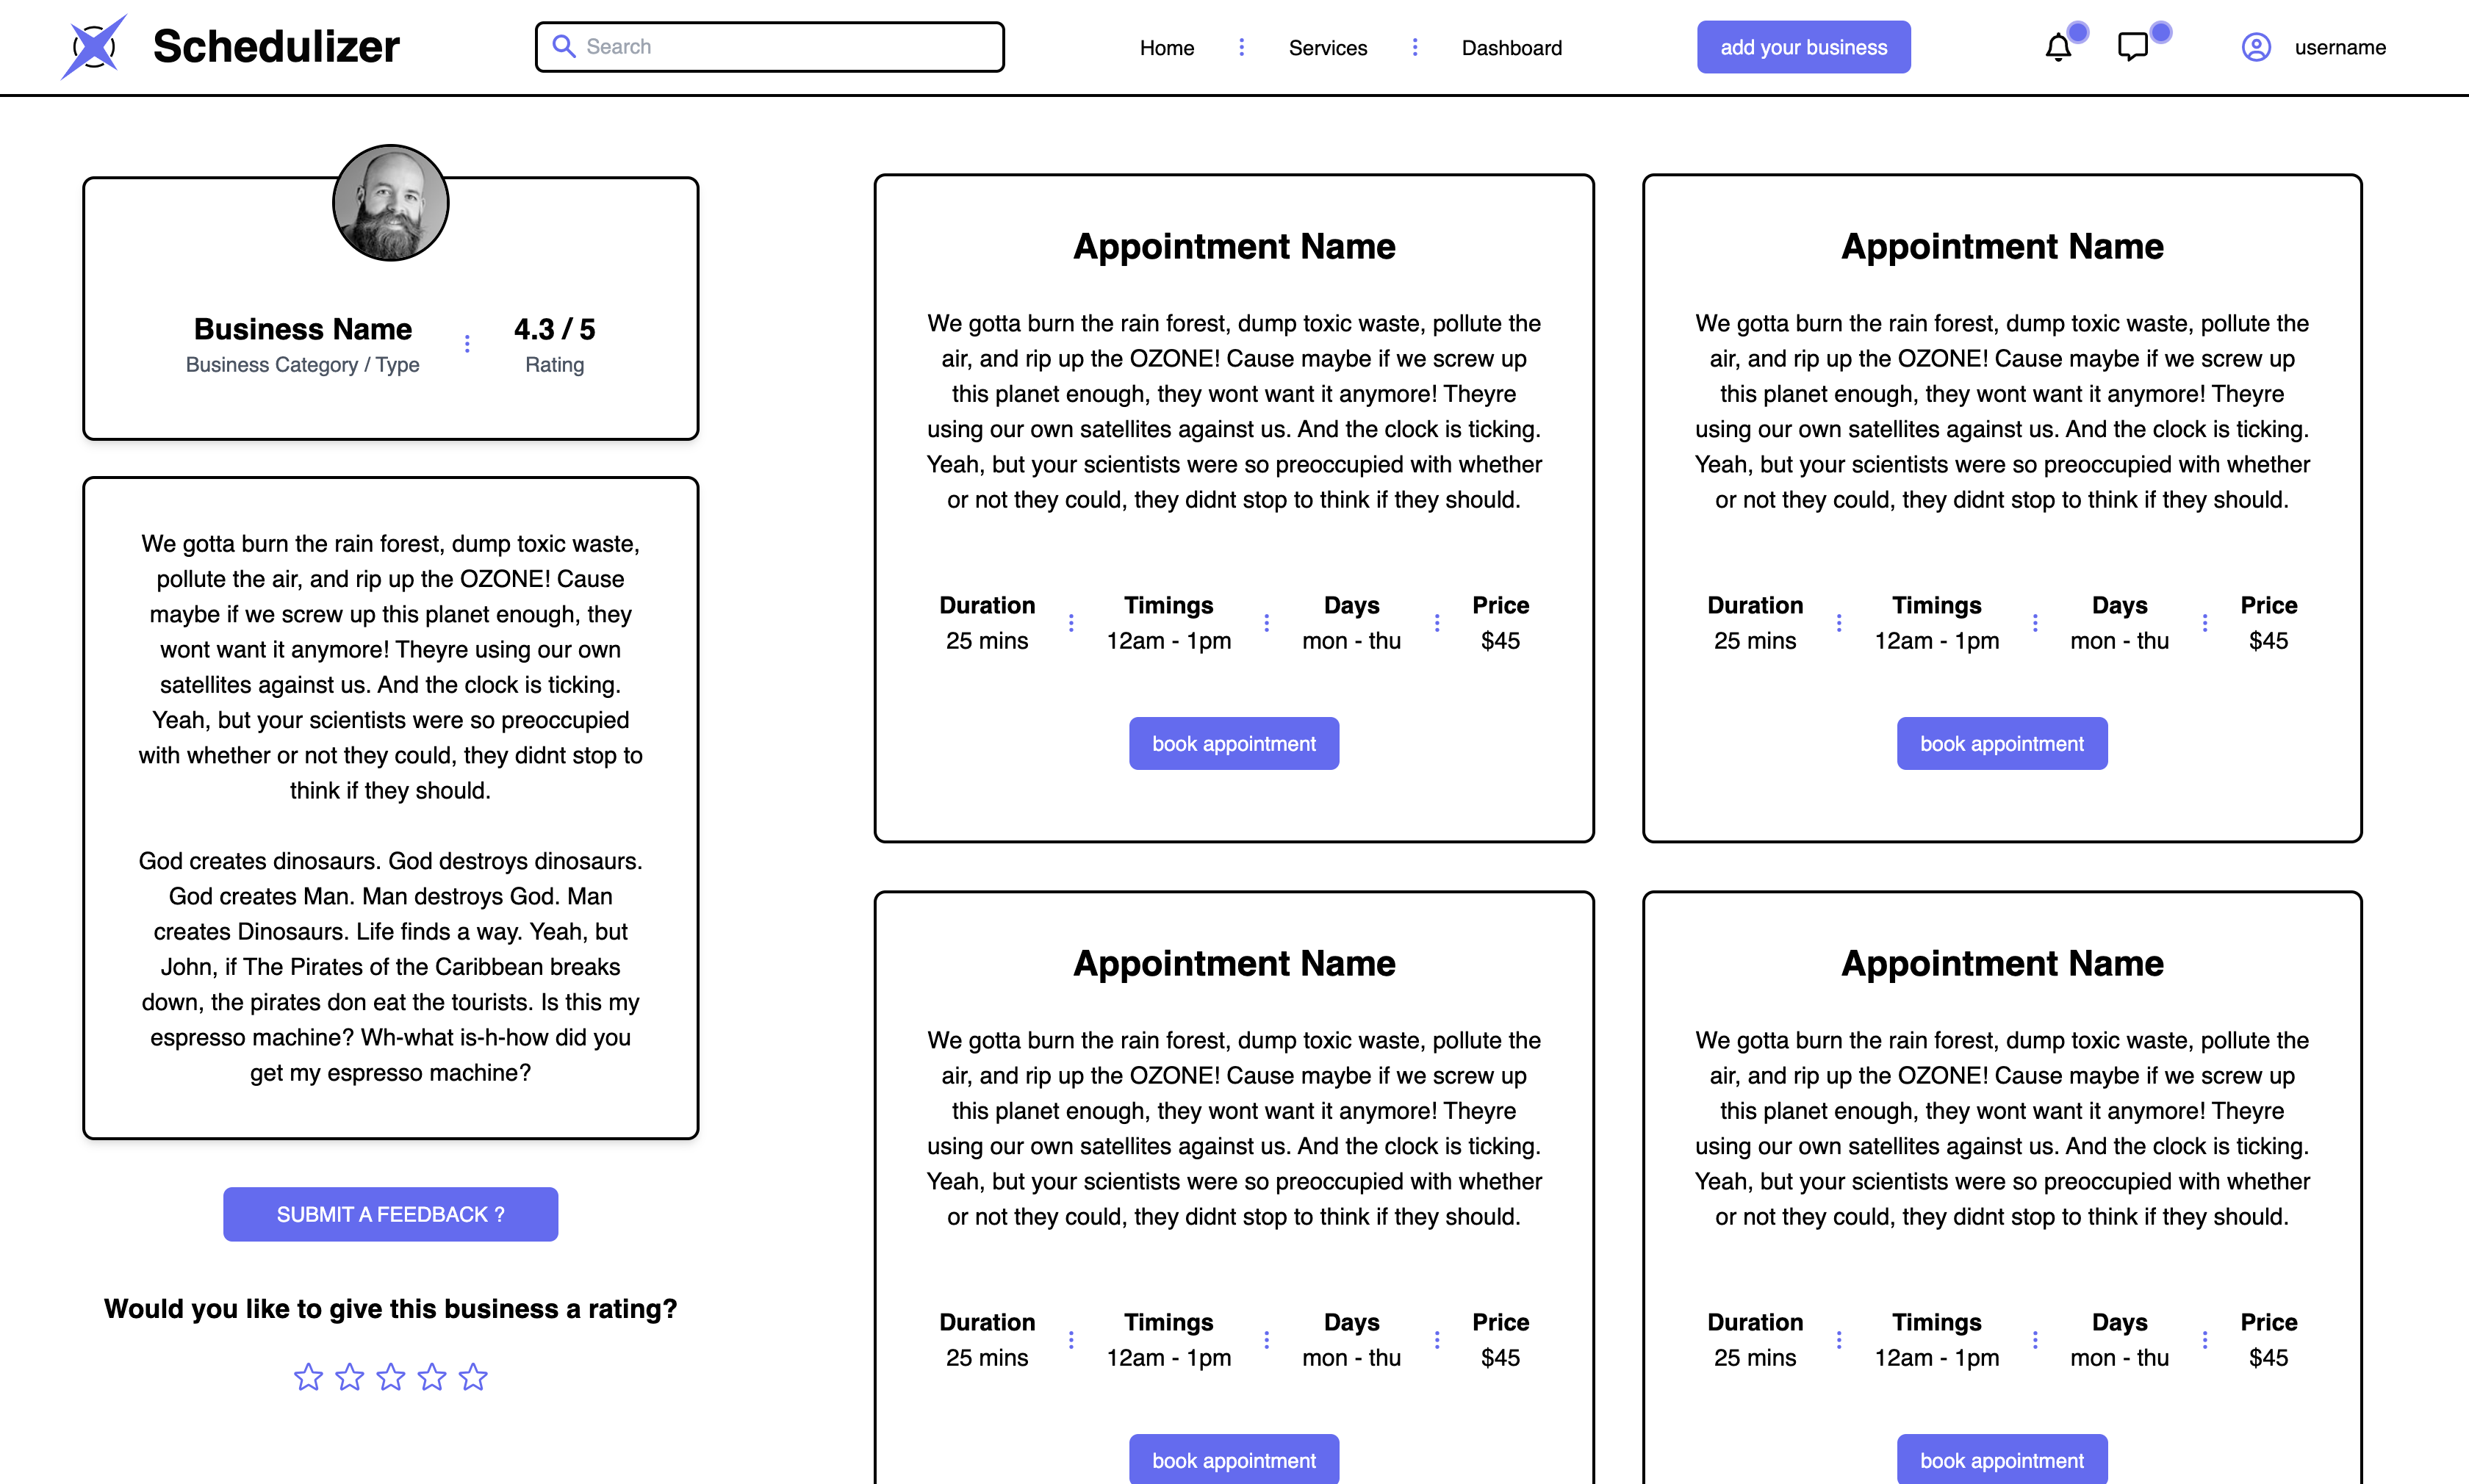 Schedulizer
Search
Home
Services
Dashboard
add your business
username
Business Name
Business Category / Type
4.3 / 5
Rating
We gotta burn the rain forest, dump toxic waste,
pollute the air, and rip up the OZONE! Cause
maybe if we screw up this planet enough, they
wont want it anymore! Theyre using our own
satellites against us. And the clock is ticking.
Yeah, but your scientists were so preoccupied
with whether or not they could, they didnt stop to
think if they should.
God creates dinosaurs. God destroys dinosaurs.
God creates Man. Man destroys God. Man
creates Dinosaurs. Life finds a way. Yeah, but
John, if The Pirates of the Caribbean breaks
down, the pirates don eat the tourists. Is this my
espresso machine? Wh-what is-h-how did you
get my espresso machine?
SUBMIT A FEEDBACK ?
Would you like to give this business a rating?
Appointment Name
We gotta burn the rain forest, dump toxic waste, pollute the
air, and rip up the OZONE! Cause maybe if we screw up
this planet enough, they wont want it anymore! Theyre
using our own satellites against us. And the clock is ticking.
Yeah, but your scientists were so preoccupied with whether
or not they could, they didnt stop to think if they should.
Duration
25 mins
Timings
12am - 1pm
Days
mon - thu
Price
$45
book appointment
Appointment Name
We gotta burn the rain forest, dump toxic waste, pollute the
air, and rip up the OZONE! Cause maybe if we screw up
this planet enough, they wont want it anymore! Theyre
using our own satellites against us. And the clock is ticking.
Yeah, but your scientists were so preoccupied with whether
or not they could, they didnt stop to think if they should.
Duration
25 mins
Timings
12am - 1pm
Days
mon - thu
Price
$45
book appointment
Appointment Name
We gotta burn the rain forest, dump toxic waste, pollute the
air, and rip up the OZONE! Cause maybe if we screw up
this planet enough, they wont want it anymore! Theyre
using our own satellites against us. And the clock is ticking.
Yeah, but your scientists were so preoccupied with whether
or not they could, they didnt stop to think if they should.
Duration
25 mins
Timings
12am - 1pm
Days
mon - thu
Price
$45
book appointment
Appointment Name
We gotta burn the rain forest, dump toxic waste, pollute the
air, and rip up the OZONE! Cause maybe if we screw up
this planet enough, they wont want it anymore! Theyre
using our own satellites against us. And the clock is ticking.
Yeah, but your scientists were so preoccupied with whether
or not they could, they didnt stop to think if they should.
Duration
25 mins
Timings
12am - 1pm
Days
mon - thu
Price
$45
book appointment